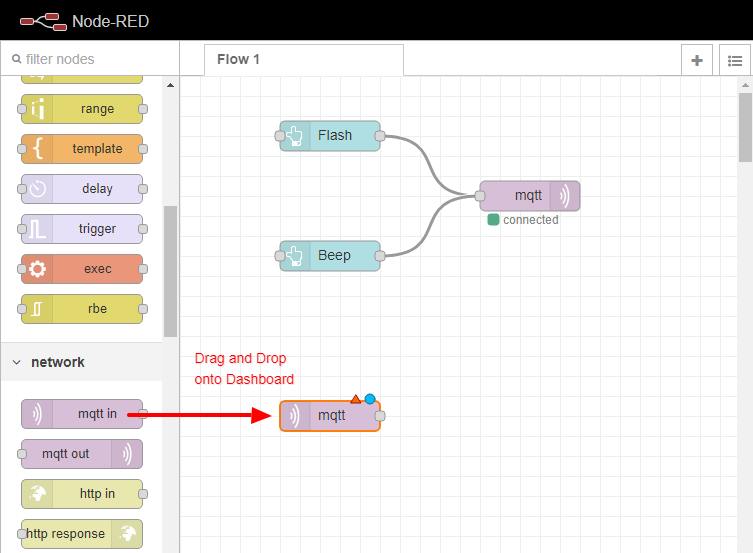 Node-RED
filter nodes
Flow 1
range
template
delay
trigger
exec
rbe
network
mqtt in
mqtt out
http in
http response
Flash
mqtt
connected
Beep
Drag and Drop
onto Dashboard
mqtt